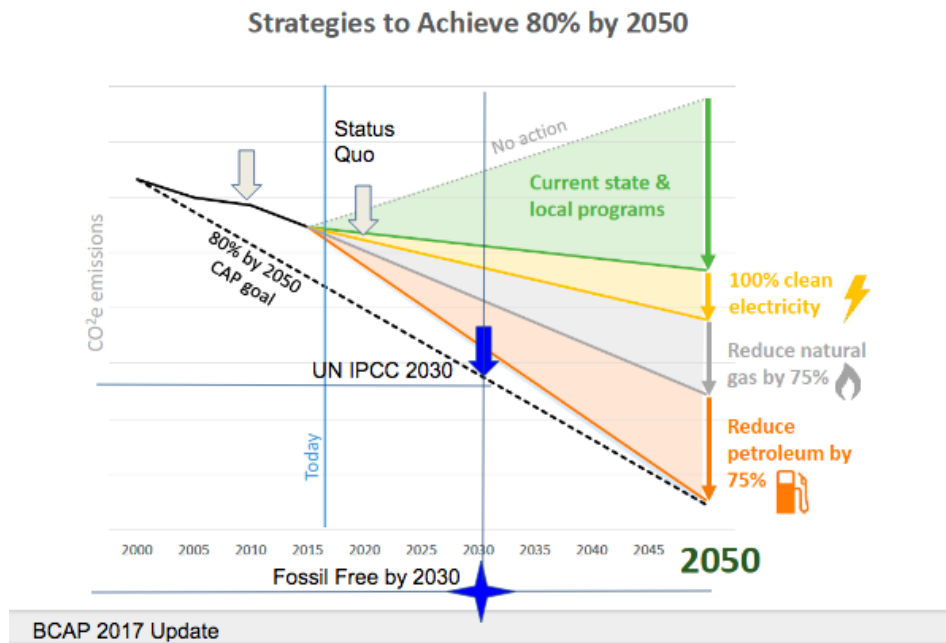 Strategies to Achieve 80% by 2050
Status
Quo
No action
Current state &
local programs
CO²e emissions
80% by 2050
CAP goal
100% clean
electricity
UN IPCC 2030
Reduce natural
gas by 75%
Today
Reduce
petroleum by
75%
2000 2005 2010 2015 2020 2025 2030 2035 2040 2045 2050
Fossil Free by 2030
BCAP 2017 Update